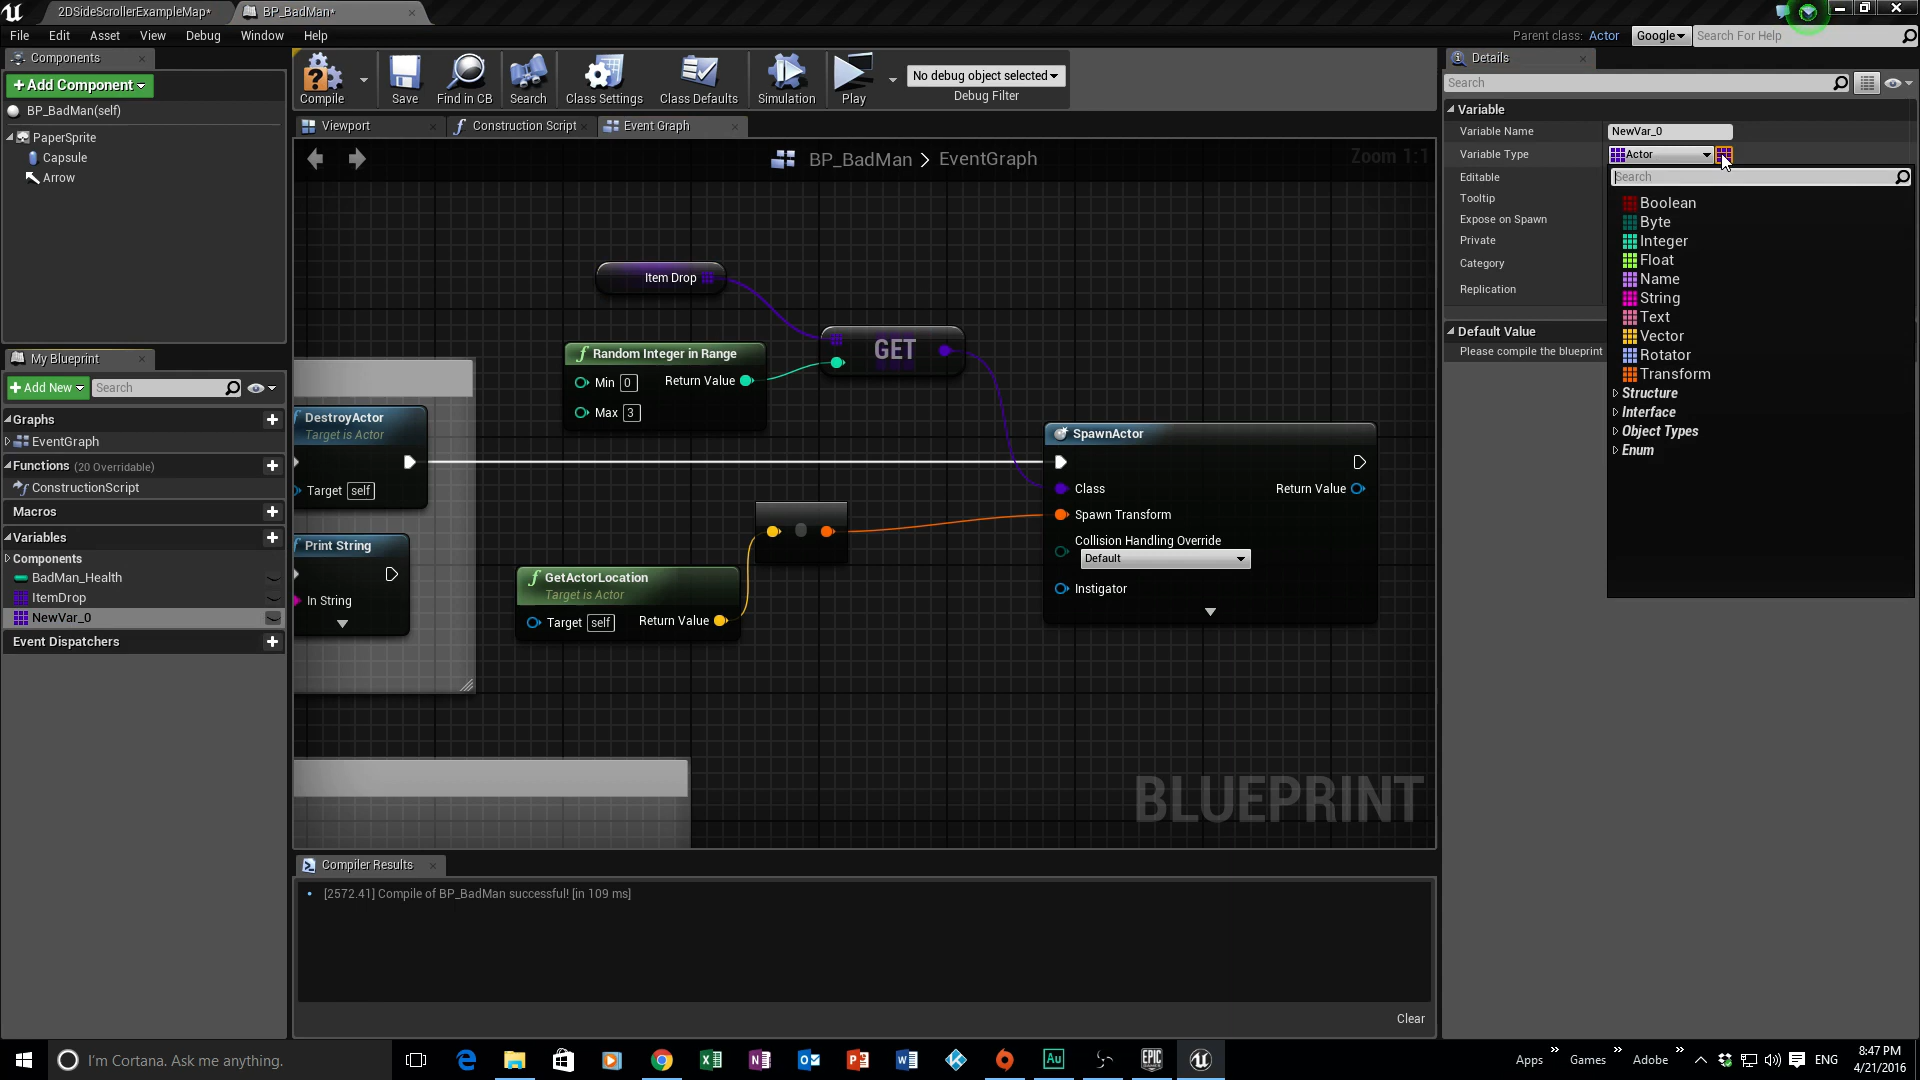 2DSideScrollerExampleMap*
BP_BadMan*
File Edit Asset View Debug Window Help
Parent class: Actor Google Search For Help
Components
+Add Component
BP_BadMan(self)
PaperSprite
Capsule
Arrow
Compile
Save
Find in CB
Search
Class Settings
Class Defaults
Simulation
Play
No debug object selected
Debug Filter
Viewport
Construction Script
Event Graph
BP_BadMan > EventGraph
Zoom 1:1
My Blueprint
+Add New Search
Graphs
EventGraph
Functions (20 Overridable)
ConstructionScript
Macros
Variables
Components
BadMan_Health
ItemDrop
NewVar_0
Event Dispatchers
Item Drop
Random Integer in Range
Min 0 Return Value
Max 3
GET
DestroyActor
Target is Actor
Target self
Print String
In String
GetActorLocation
Target is Actor
Target self Return Value
SpawnActor
Class Return Value
Spawn Transform
Collision Handling Override
Default
Instigator
BLUEPRINT
Compiler Results
[2572.41] Compile of BP_BadMan successful! [in 109 ms]
Clear
Details
Search
Variable
Variable Name NewVar_0
Variable Type Actor
Editable
Tooltip
Expose on Spawn
Private
Category
Replication
Default Value
Please compile the blueprint
Search
Boolean
Byte
Integer
Float
Name
String
Text
Vector
Rotator
Transform
Structure
Interface
Object Types
Enum
I'm Cortana. Ask me anything.
Au
EPIC GAMES
Apps » Games » Adobe »
ENG
8:47 PM
4/21/2016